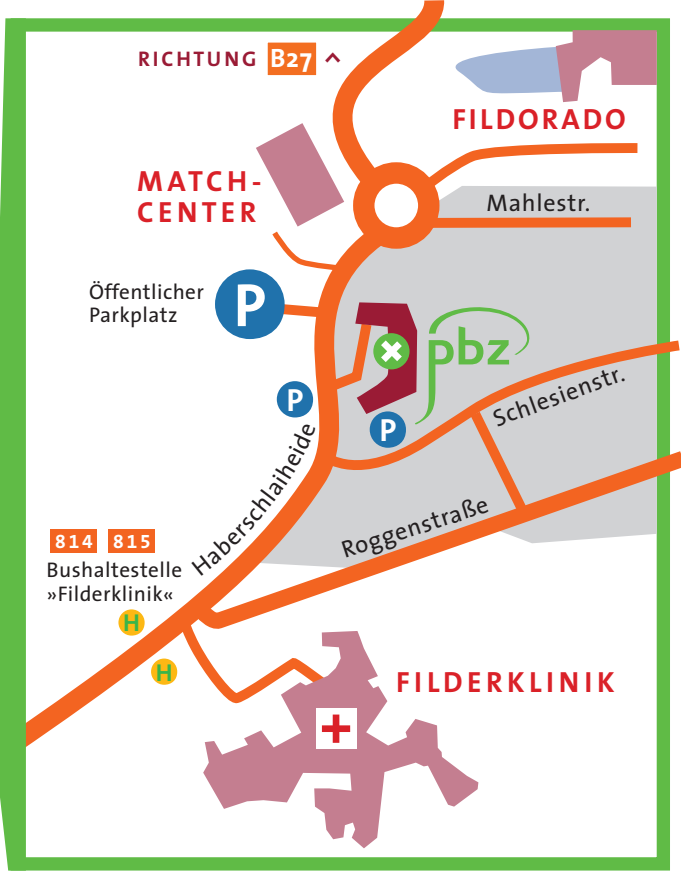 RICHTUNG B27 ^
FILDORADO
MATCH-
CENTER
Mahlestr.
Öffentlicher
Parkplatz
P
pbz
P
P
Schlesienstr.
Haberschlaiheide
Roggenstraße
814 815
Bushaltestelle
»Filderklinik«
H
H
FILDERKLINIK